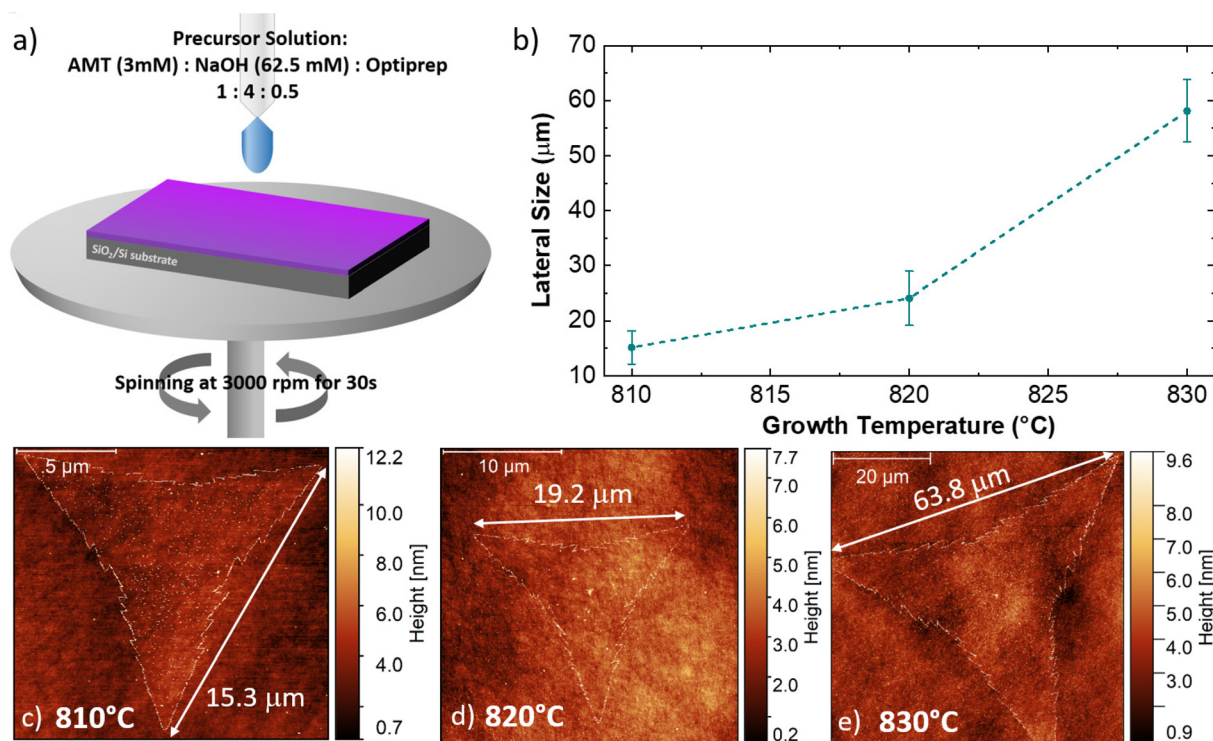 a)
Precursor Solution:
AMT (3mM) : NaOH (62.5 mM) : Optiprep
1 : 4 : 0.5
SiO₂/Si substrate
Spinning at 3000 rpm for 30s
b)
70
60
50
40
30
20
10
Lateral Size (μm)
810
815
820
825
830
Growth Temperature (°C)
5 μm
15.3 μm
c) 810°C
12.2
10.0
8.0
6.0
4.0
0.7
Height [nm]
10 μm
19.2 μm
d) 820°C
7.7
6.0
5.0
4.0
3.0
2.0
1.0
0.2
Height [nm]
20 μm
63.8 μm
e) 830°C
9.6
8.0
7.0
6.0
5.0
4.0
3.0
2.0
0.9
Height [nm]